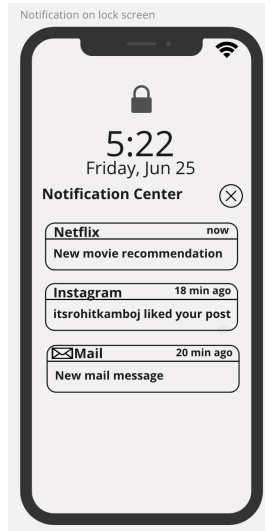 Notification on lock screen
5:22
Friday, Jun 25
Notification Center
Netflix now
New movie recommendation
Instagram 18 min ago
itsrohitkamboj liked your post
Mail 20 min ago
New mail message